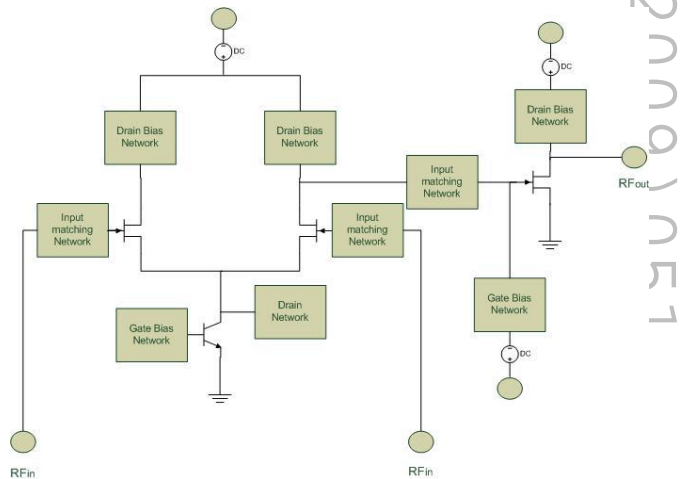 DC
DC
Drain Bias
Network
Drain Bias
Network
Drain Bias
Network
Input
matching
Network
RFout
Input
matching
Network
Input
matching
Network
Gate Bias
Network
Drain
Network
Gate Bias
Network
DC
RFin
RFin